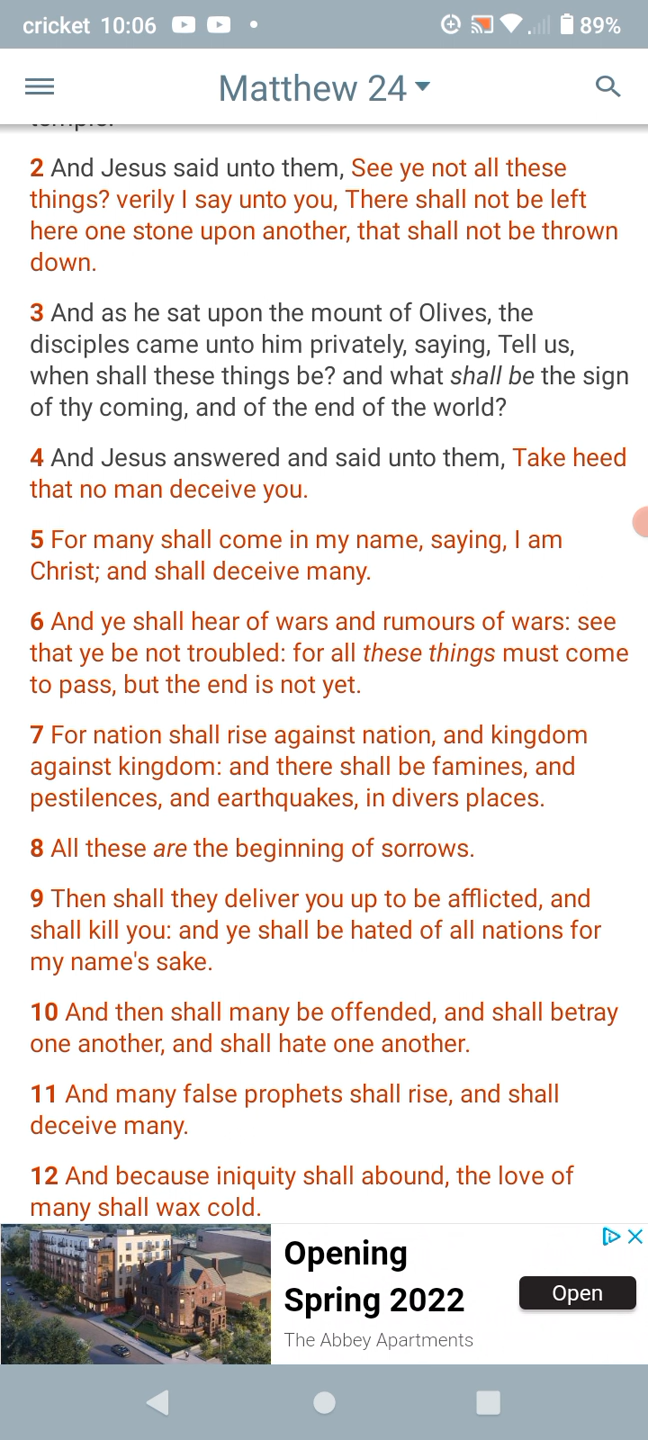 cricket 10:06 89%
Matthew 24
temple.
2 And Jesus said unto them, See ye not all these
things? verily I say unto you, There shall not be left
here one stone upon another, that shall not be thrown
down.
3 And as he sat upon the mount of Olives, the
disciples came unto him privately, saying, Tell us,
when shall these things be? and what shall be the sign
of thy coming, and of the end of the world?
4 And Jesus answered and said unto them, Take heed
that no man deceive you.
5 For many shall come in my name, saying, I am
Christ; and shall deceive many.
6 And ye shall hear of wars and rumours of wars: see
that ye be not troubled: for all these things must come
to pass, but the end is not yet.
7 For nation shall rise against nation, and kingdom
against kingdom: and there shall be famines, and
pestilences, and earthquakes, in divers places.
8 All these are the beginning of sorrows.
9 Then shall they deliver you up to be afflicted, and
shall kill you: and ye shall be hated of all nations for
my name's sake.
10 And then shall many be offended, and shall betray
one another, and shall hate one another.
11 And many false prophets shall rise, and shall
deceive many.
12 And because iniquity shall abound, the love of
many shall wax cold.
Opening
Spring 2022
The Abbey Apartments
Open